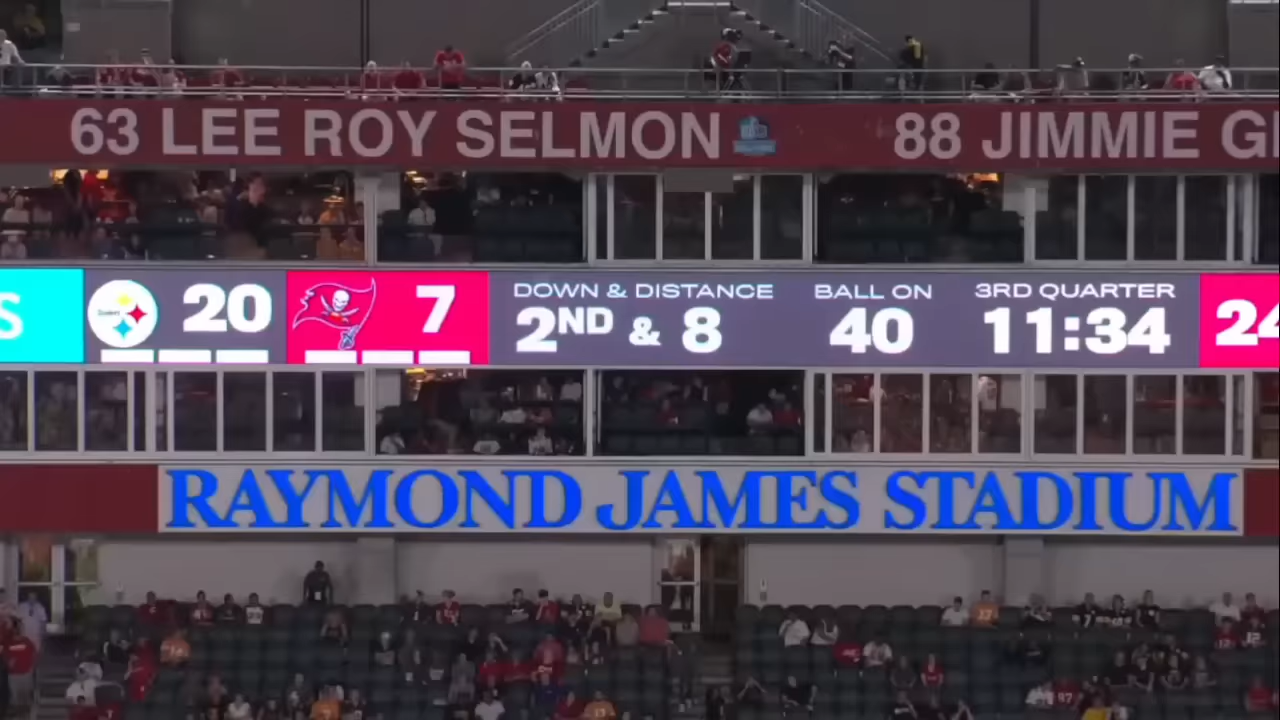 63 LEE ROY SELMON 88 JIMMIE G
S 20 7 DOWN & DISTANCE BALL ON 3RD QUARTER 24
2ND & 8 40 11:34
RAYMOND JAMES STADIUM